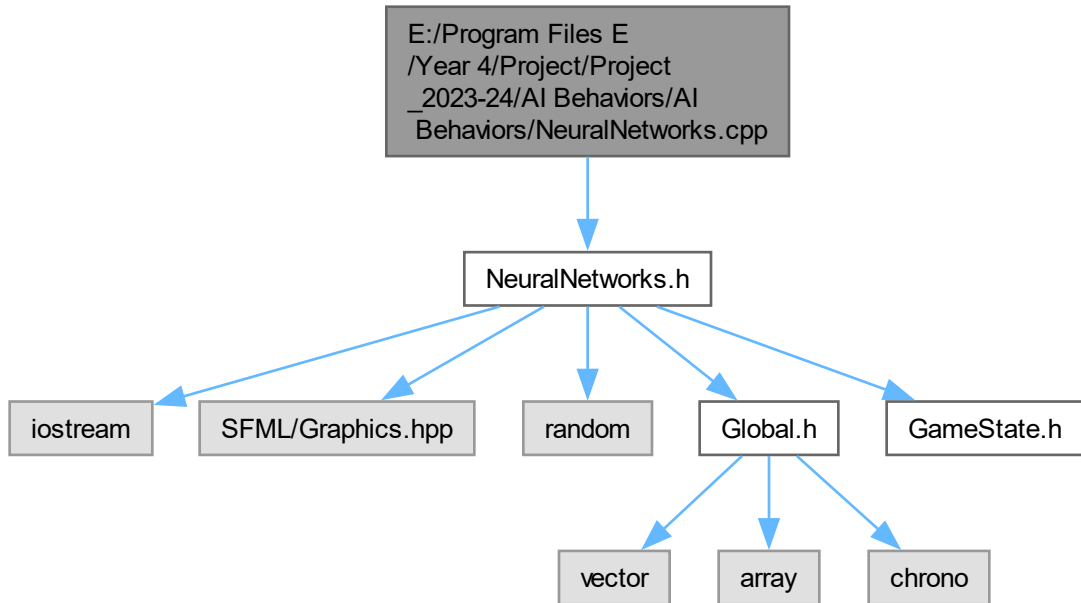 E:/Program Files E
/Year 4/Project/Project
_2023-24/AI Behaviors/AI
Behaviors/NeuralNetworks.cpp
NeuralNetworks.h
iostream
SFML/Graphics.hpp
random
Global.h
GameState.h
vector
array
chrono